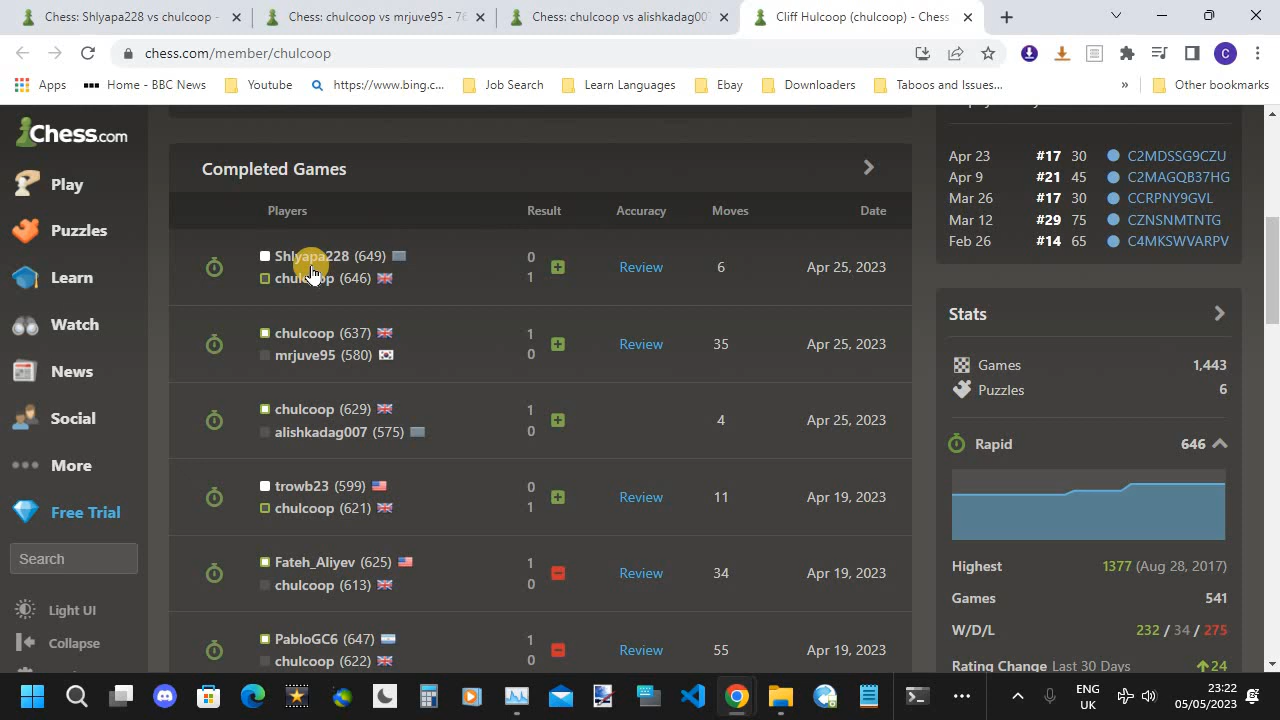 Chess: Shlyapa228 vs chulcoop -
Chess: chulcoop vs mrjuve95 - 76
Chess: chulcoop vs alishkadag00
Cliff Hulcoop (chulcoop) - Chess
chess.com/member/chulcoop
C
Apps
Home - BBC News
Youtube
https://www.bing.c...
Job Search
Learn Languages
Ebay
Downloaders
Taboos and Issues...
»
Other bookmarks
Chess.com
Play
Puzzles
Learn
Watch
News
Social
More
Free Trial
Search
Light UI
Collapse
Completed Games
Players Result Accuracy Moves Date
Shlyapa228 (649) 0
chulcoop (646) 1
Review 6 Apr 25, 2023
chulcoop (637) 1
mrjuve95 (580) 0
Review 35 Apr 25, 2023
chulcoop (629) 1
alishkadag007 (575) 0
4 Apr 25, 2023
trowb23 (599) 0
chulcoop (621) 1
Review 11 Apr 19, 2023
Fateh_Aliyev (625) 1
chulcoop (613) 0
Review 34 Apr 19, 2023
PabloGC6 (647) 1
chulcoop (622) 0
Review 55 Apr 19, 2023
Apr 23 #17 30 C2MDSSG9CZU
Apr 9 #21 45 C2MAGQB37HG
Mar 26 #17 30 CCRPNY9GVL
Mar 12 #29 75 CZNSNMTNTG
Feb 26 #14 65 C4MKSWVARPV
Stats
Games 1,443
Puzzles 6
Rapid 646
Highest 1377 (Aug 28, 2017)
Games 541
W/D/L 232 / 34 / 275
Rating Change Last 30 Days 24
ENG
UK
23:22
05/05/2023